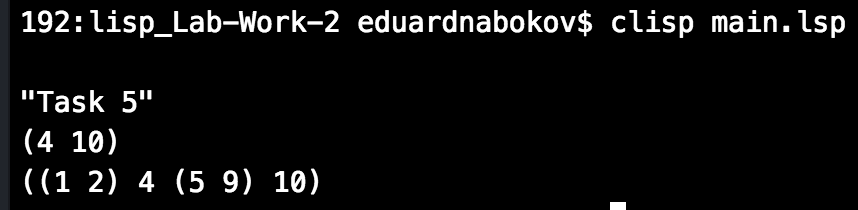 192:lisp_Lab-Work-2 eduardnabokov$ clisp main.lsp
"Task 5"
(4 10)
((1 2) 4 (5 9) 10)